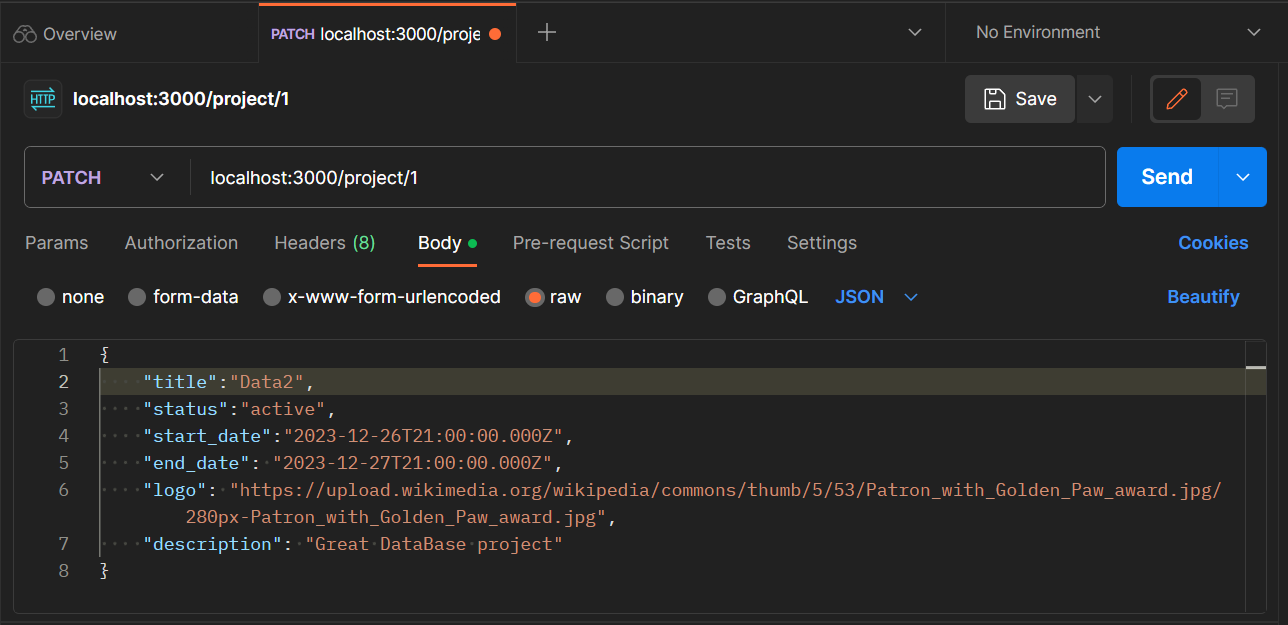 Overview
PATCH localhost:3000/proje
No Environment
HTTP localhost:3000/project/1
Save
PATCH localhost:3000/project/1
Send
Params Authorization Headers (8) Body Pre-request Script Tests Settings Cookies
none form-data x-www-form-urlencoded raw binary GraphQL JSON Beautify
1 {
2 "title":"Data2",
3 "status":"active",
4 "start_date":"2023-12-26T21:00:00.000Z",
5 "end_date": "2023-12-27T21:00:00.000Z",
6 "logo": "https://upload.wikimedia.org/wikipedia/commons/thumb/5/53/Patron_with_Golden_Paw_award.jpg/
280px-Patron_with_Golden_Paw_award.jpg",
7 "description": "Great DataBase project"
8 }